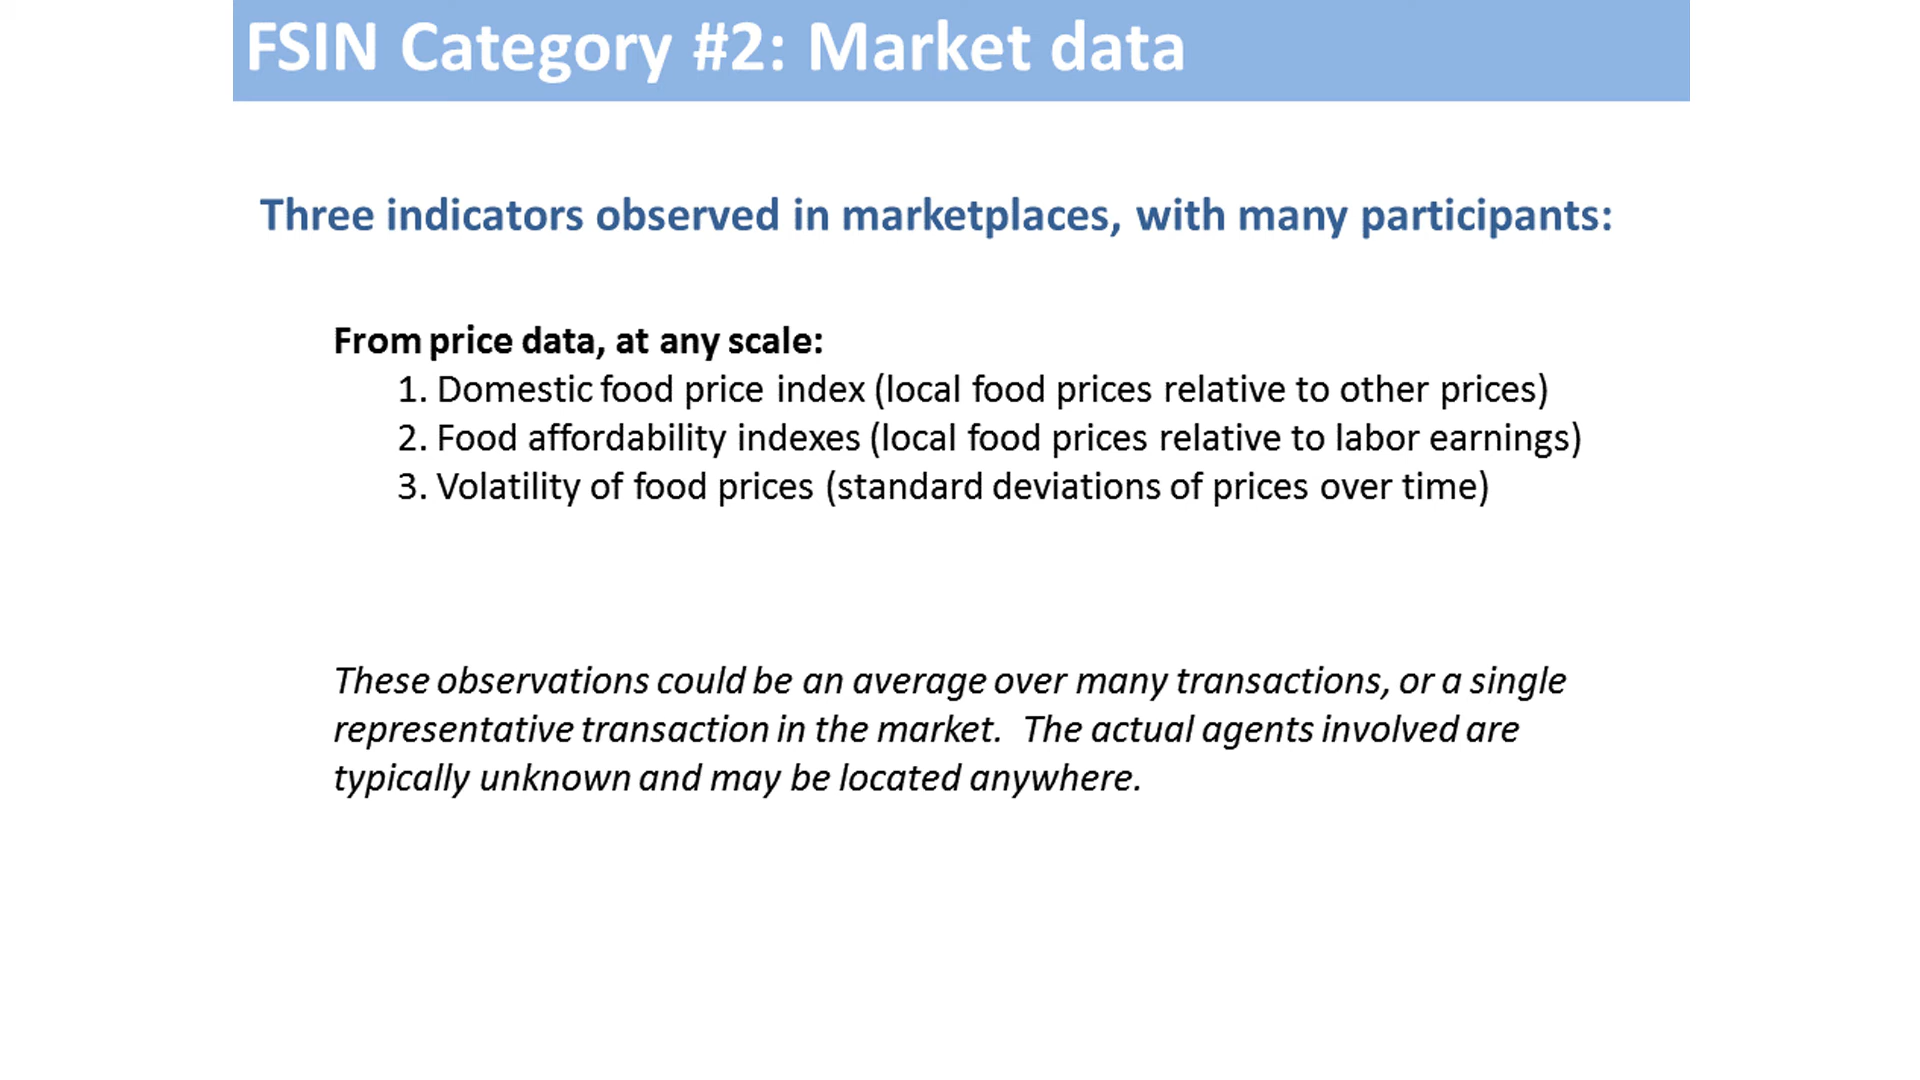 FSIN Category #2: Market data
Three indicators observed in marketplaces, with many participants:
From price data, at any scale:
1. Domestic food price index (local food prices relative to other prices)
2. Food affordability indexes (local food prices relative to labor earnings)
3. Volatility of food prices (standard deviations of prices over time)
These observations could be an average over many transactions, or a single
representative transaction in the market.  The actual agents involved are
typically unknown and may be located anywhere.